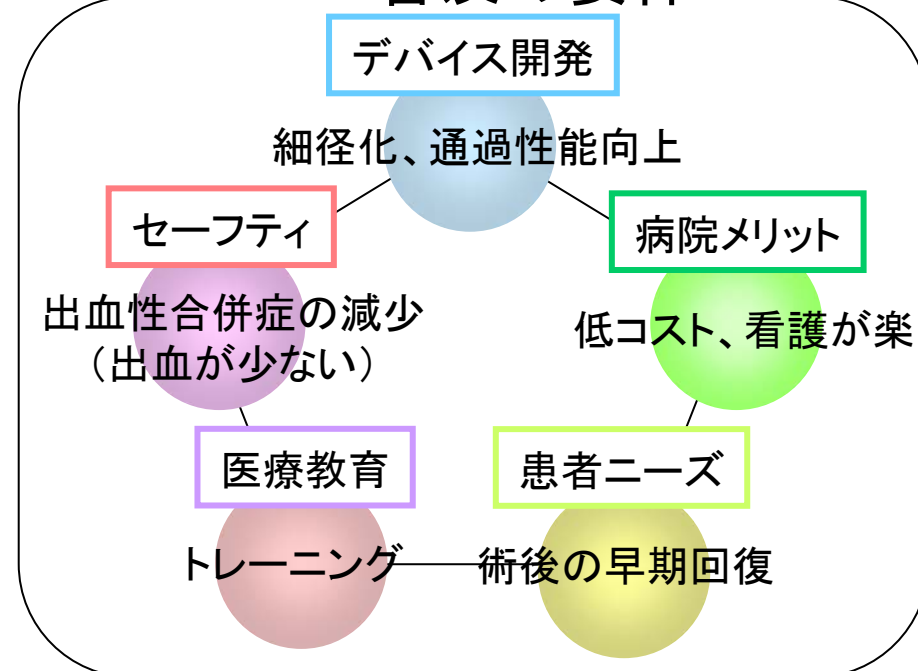 デバイス開発
細径化、通過性能向上
セーフティ
病院メリット
出血性合併症の減少
（出血が少ない）
低コスト、看護が楽
医療教育
患者ニーズ
トレーニング
術後の早期回復